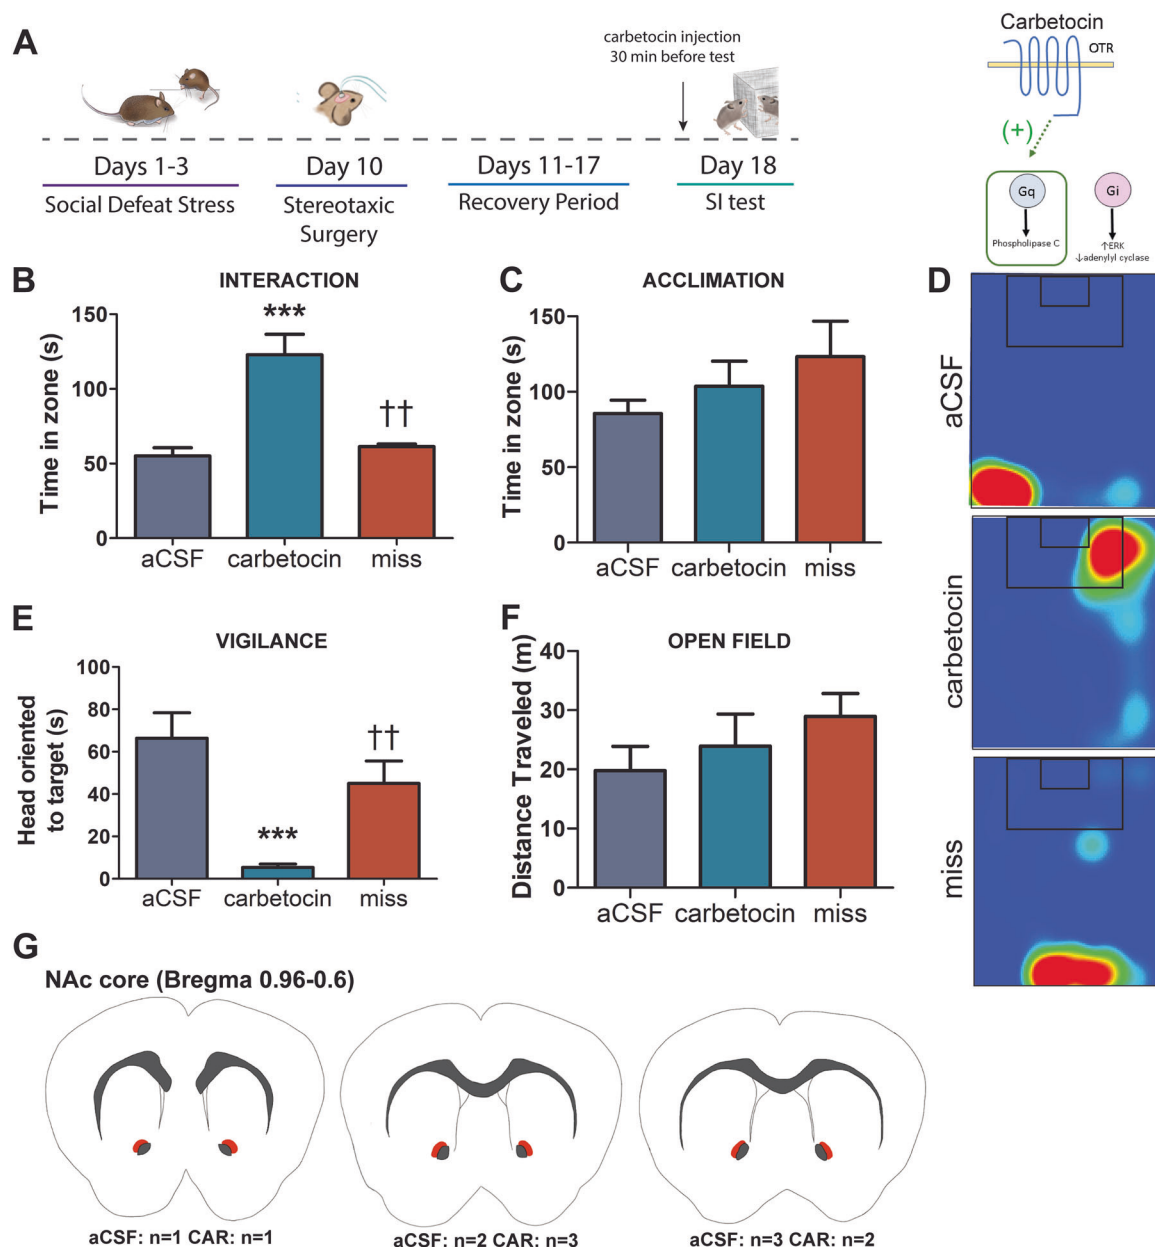 A
carbetocin injection
30 min before test
Days 1-3
Social Defeat Stress
Day 10
Stereotaxic
Surgery
Days 11-17
Recovery Period
Day 18
SI test
Carbetocin
OTR
(+)
Gq
Phospholipase C
Gi
↑ERK
↓adenylyl cyclase
B
INTERACTION
Time in zone (s)
150
100
50
0
***
††
aCSF carbetocin miss
C
ACCLIMATION
Time in zone (s)
150
100
50
0
aCSF carbetocin miss
D
aCSF
carbetocin
miss
E
VIGILANCE
Head oriented
to target (s)
100
80
60
40
20
0
***
††
aCSF carbetocin miss
F
OPEN FIELD
Distance Traveled (m)
40
30
20
10
0
aCSF carbetocin miss
G
NAc core (Bregma 0.96-0.6)
aCSF: n=1 CAR: n=1
aCSF: n=2 CAR: n=3
aCSF: n=3 CAR: n=2